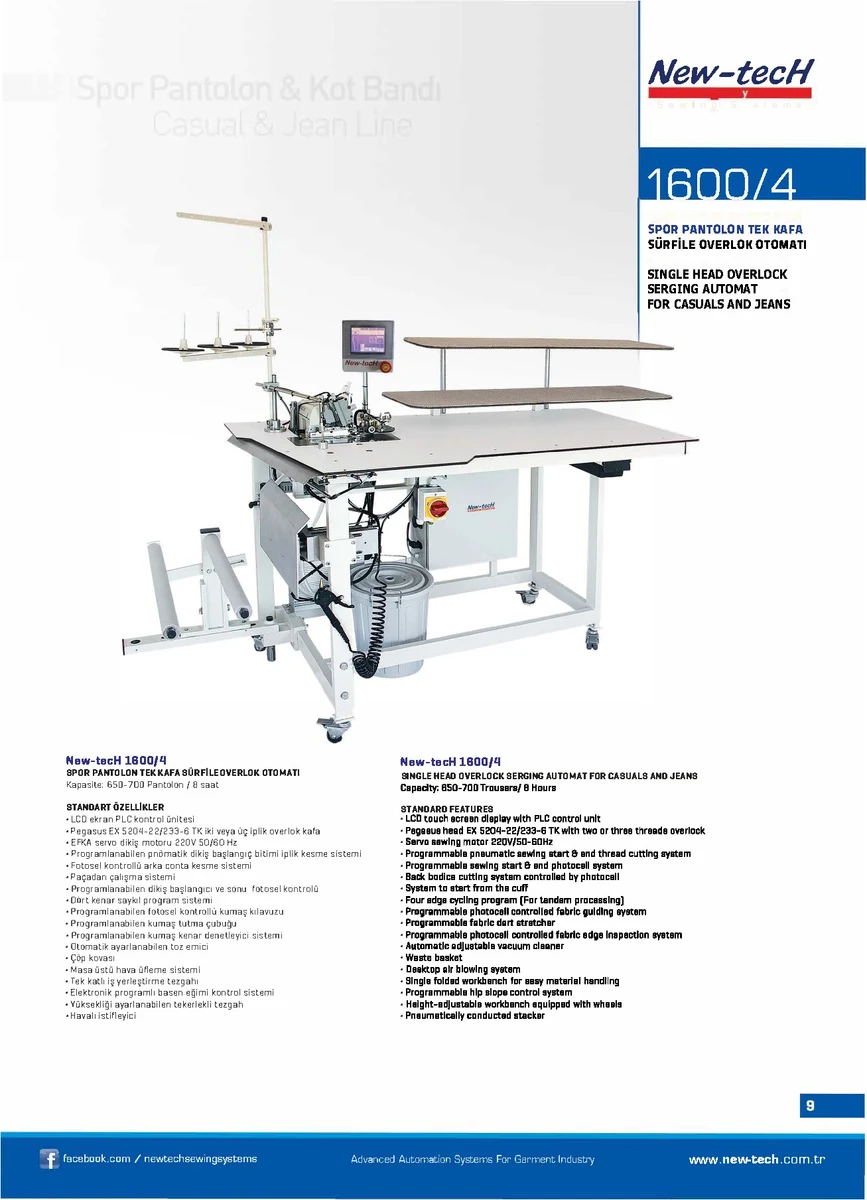 Spor Pantolon & Kot Bandı
Casual & Jean Line
New-tecH
Sewing Systems
1600/4
SPOR PANTOLON TEK KAFA
SÜRFİLE OVERLOK OTOMATI
SINGLE HEAD OVERLOCK
SERGING AUTOMAT
FOR CASUALS AND JEANS
New-tecH
New-tecH
New-tecH 1600/4
SPOR PANTOLON TEK KAFA SÜRFİLE OVERLOK OTOMATI
Kapasite: 650-700 Pantolon / 8 saat
STANDART ÖZELLİKLER
• LCD ekran PLC kontrol ünitesi
• Pegasus EX 5204-22/233-6 TK iki veya üç iplik overlok kafa
• EFKA servo dikiş motoru 220V 50/60 Hz
• Programlanabilen pnömatik dikiş başlangıç bitimi iplik kesme sistemi
• Fotosel kontrollü arka conta kesme sistemi
• Paçadan çalışma sistemi
• Programlanabilen dikiş başlangıcı ve sonu fotosel kontrolü
• Dört kenar saykıl program sistemi
• Programlanabilen fotosel kontrollü kumaş kılavuzu
• Programlanabilen kumaş tutma çubuğu
• Programlanabilen kumaş kenar denetleyici sistemi
• Otomatik ayarlanabilen toz emici
• Çöp kovası
• Masa üstü hava üfleme sistemi
• Tek katlı iş yerleştirme tezgahı
• Elektronik programlı basen eğimi kontrol sistemi
• Yüksekliği ayarlanabilen tekerlekli tezgah
• Havalı istifleyici
New-tecH 1600/4
SINGLE HEAD OVERLOCK SERGING AUTOMAT FOR CASUALS AND JEANS
Capacity: 650-700 Trousers/ 8 Hours
STANDARD FEATURES
• LCD touch screen display with PLC control unit
• Pegasus head EX 5204-22/233-6 TK with two or three threads overlock
• Servo sewing motor 220V/50-60Hz
• Programmable pneumatic sewing start & end thread cutting system
• Programmable sewing start & end photocell system
• Back bodice cutting system controlled by photocell
• System to start from the cuff
• Four edge cycling program (For tandem processing)
• Programmable photocell controlled fabric guiding system
• Programmable fabric dart stretcher
• Programmable photocell controlled fabric edge inspection system
• Automatic adjustable vacuum cleaner
• Waste basket
• Desktop air blowing system
• Single folded workbench for easy material handling
• Programmable hip slope control system
• Height-adjustable workbench equipped with wheels
• Pneumatically conducted stacker
9
facebook.com / newtechsewingsystems
Advanced Automation Systems For Garment Industry
www.new-tech.com.tr